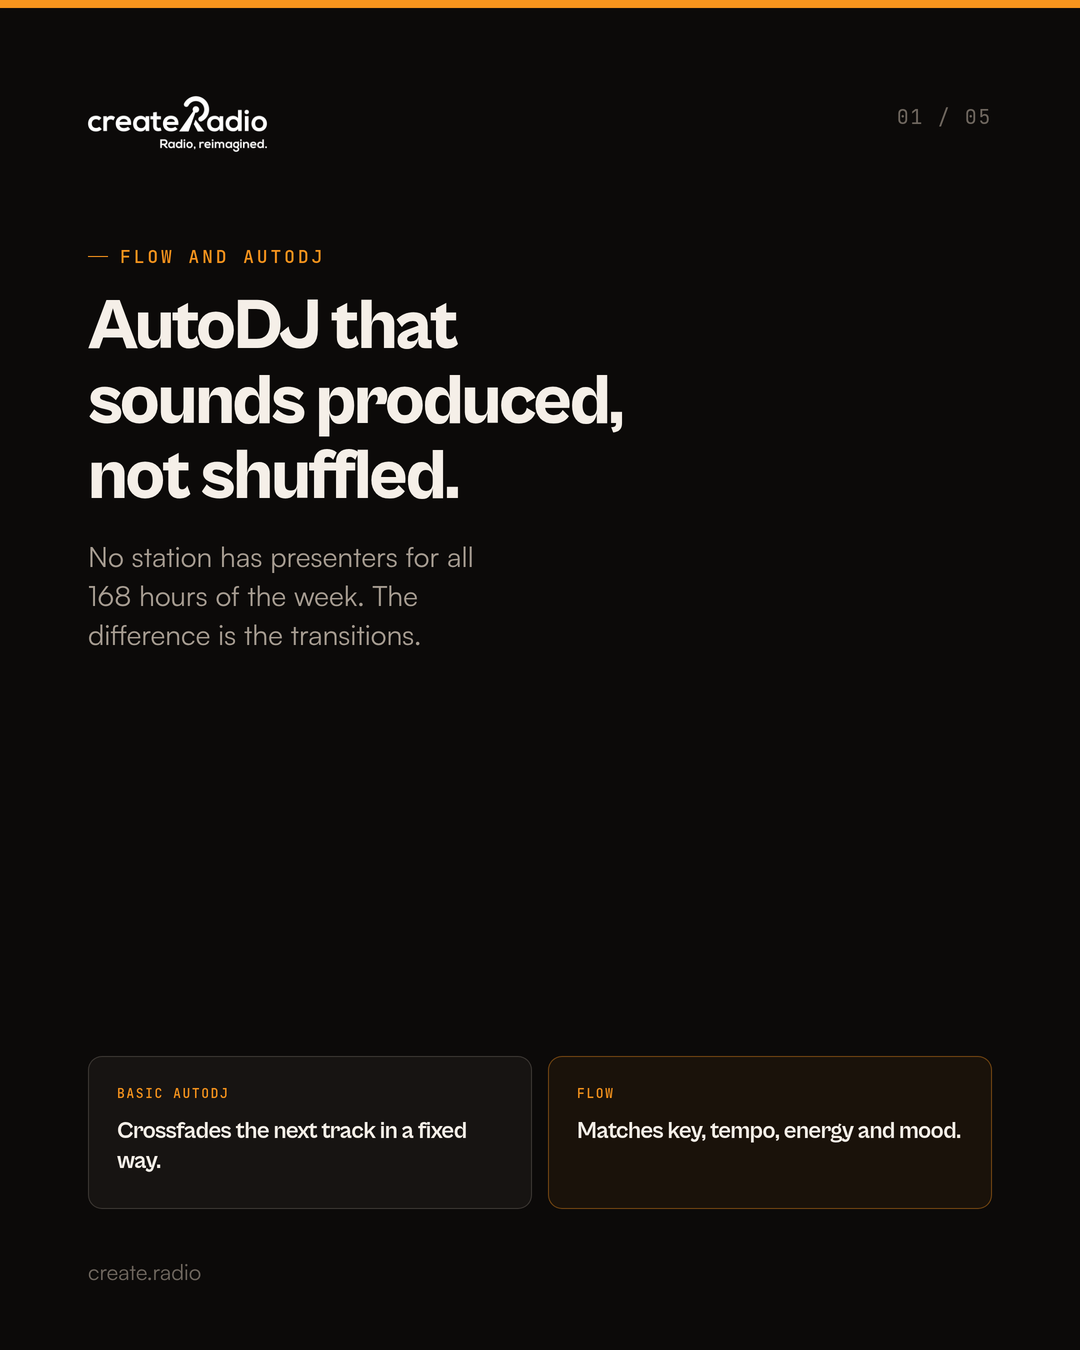 createRadio
Radio, reimagined.
01 / 05
— FLOW AND AUTODJ
AutoDJ that
sounds produced,
not shuffled.
No station has presenters for all
168 hours of the week. The
difference is the transitions.
BASIC AUTODJ
Crossfades the next track in a fixed
way.
FLOW
Matches key, tempo, energy and mood.
create.radio